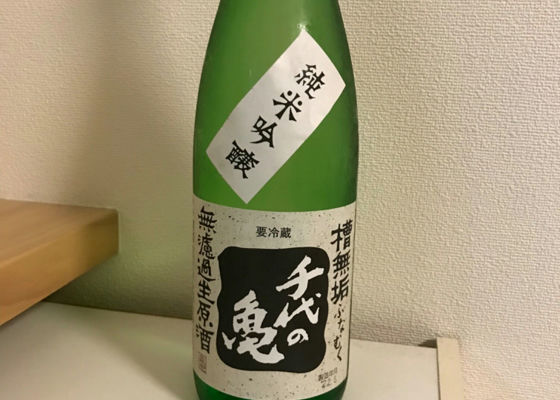 純米吟醸
要冷蔵
槽無垢
ふなむく
千代の
亀
無濾過生原酒